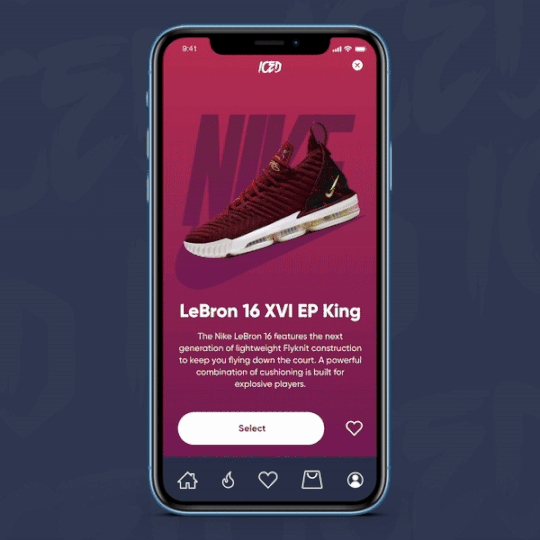 9:41
ICED
NIKE
LeBron 16 XVI EP King
The Nike LeBron 16 features the next
generation of lightweight Flyknit construction
to keep you flying down the court. A powerful
combination of cushioning is built for
explosive players.
Select